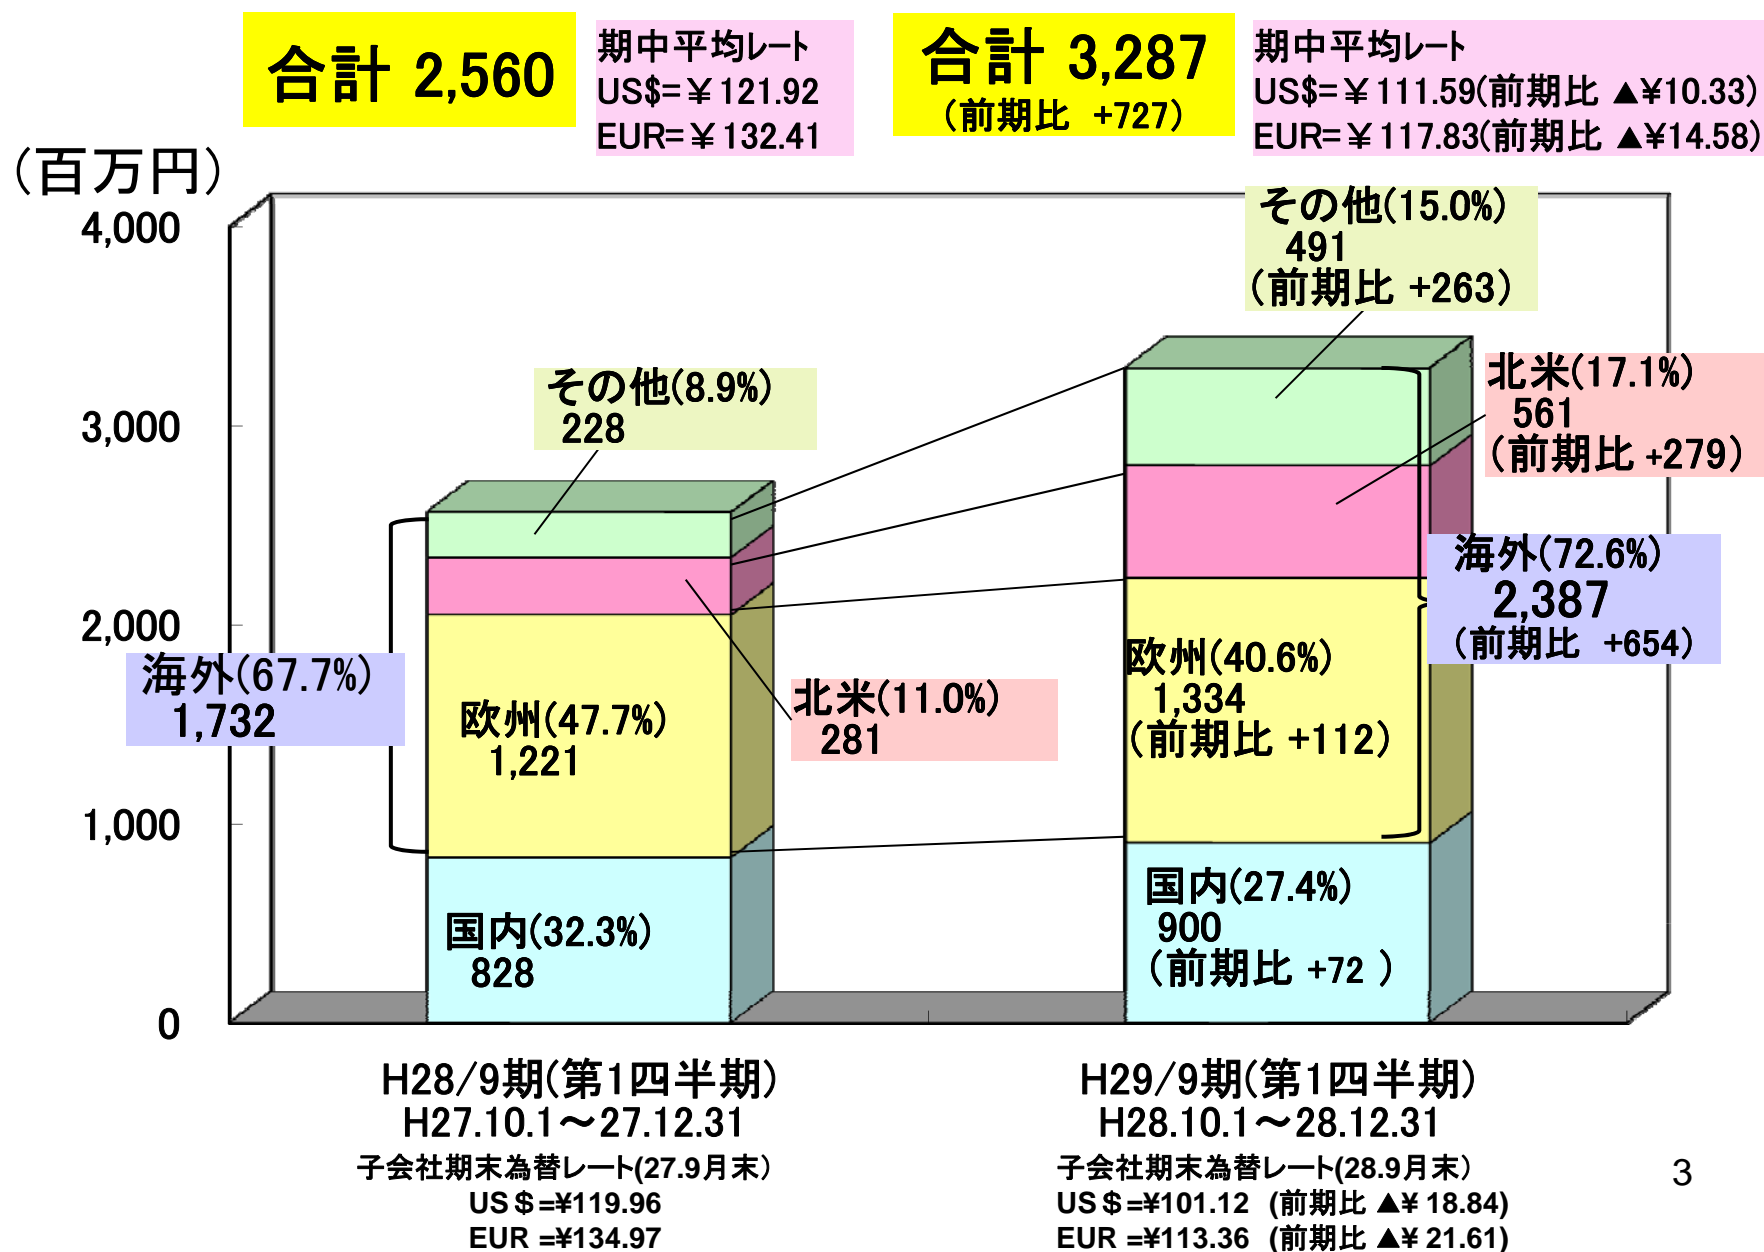 合計 2,560
期中平均レート
US$=￥121.92
EUR=￥132.41
合計 3,287
(前期比 +727)
期中平均レート
US$=￥111.59(前期比 ▲¥10.33)
EUR=￥117.83(前期比 ▲¥14.58)
(百万円)
4,000
3,000
2,000
1,000
0
その他(8.9%)
228
海外(67.7%)
1,732
欧州(47.7%)
1,221
北米(11.0%)
281
国内(32.3%)
828
その他(15.0%)
491
(前期比 +263)
北米(17.1%)
561
(前期比 +279)
海外(72.6%)
2,387
(前期比 +654)
欧州(40.6%)
1,334
(前期比 +112)
国内(27.4%)
900
(前期比 +72 )
H28/9期(第1四半期)
H27.10.1～27.12.31
子会社期末為替レート(27.9月末)
US＄=¥119.96
EUR =¥134.97
H29/9期(第1四半期)
H28.10.1～28.12.31
子会社期末為替レート(28.9月末)
US＄=¥101.12 (前期比 ▲¥ 18.84)
EUR =¥113.36 (前期比 ▲¥ 21.61)
3